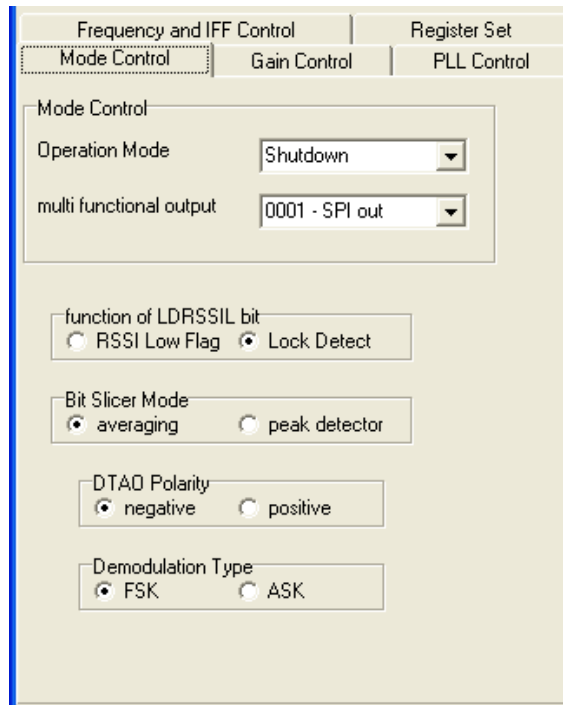 Frequency and IFF Control Register Set
Mode Control Gain Control PLL Control
Mode Control
Operation Mode Shutdown
multi functional output 0001 - SPI out
function of LDRSSIL bit
RSSI Low Flag Lock Detect
Bit Slicer Mode
averaging peak detector
DTAO Polarity
negative positive
Demodulation Type
FSK ASK